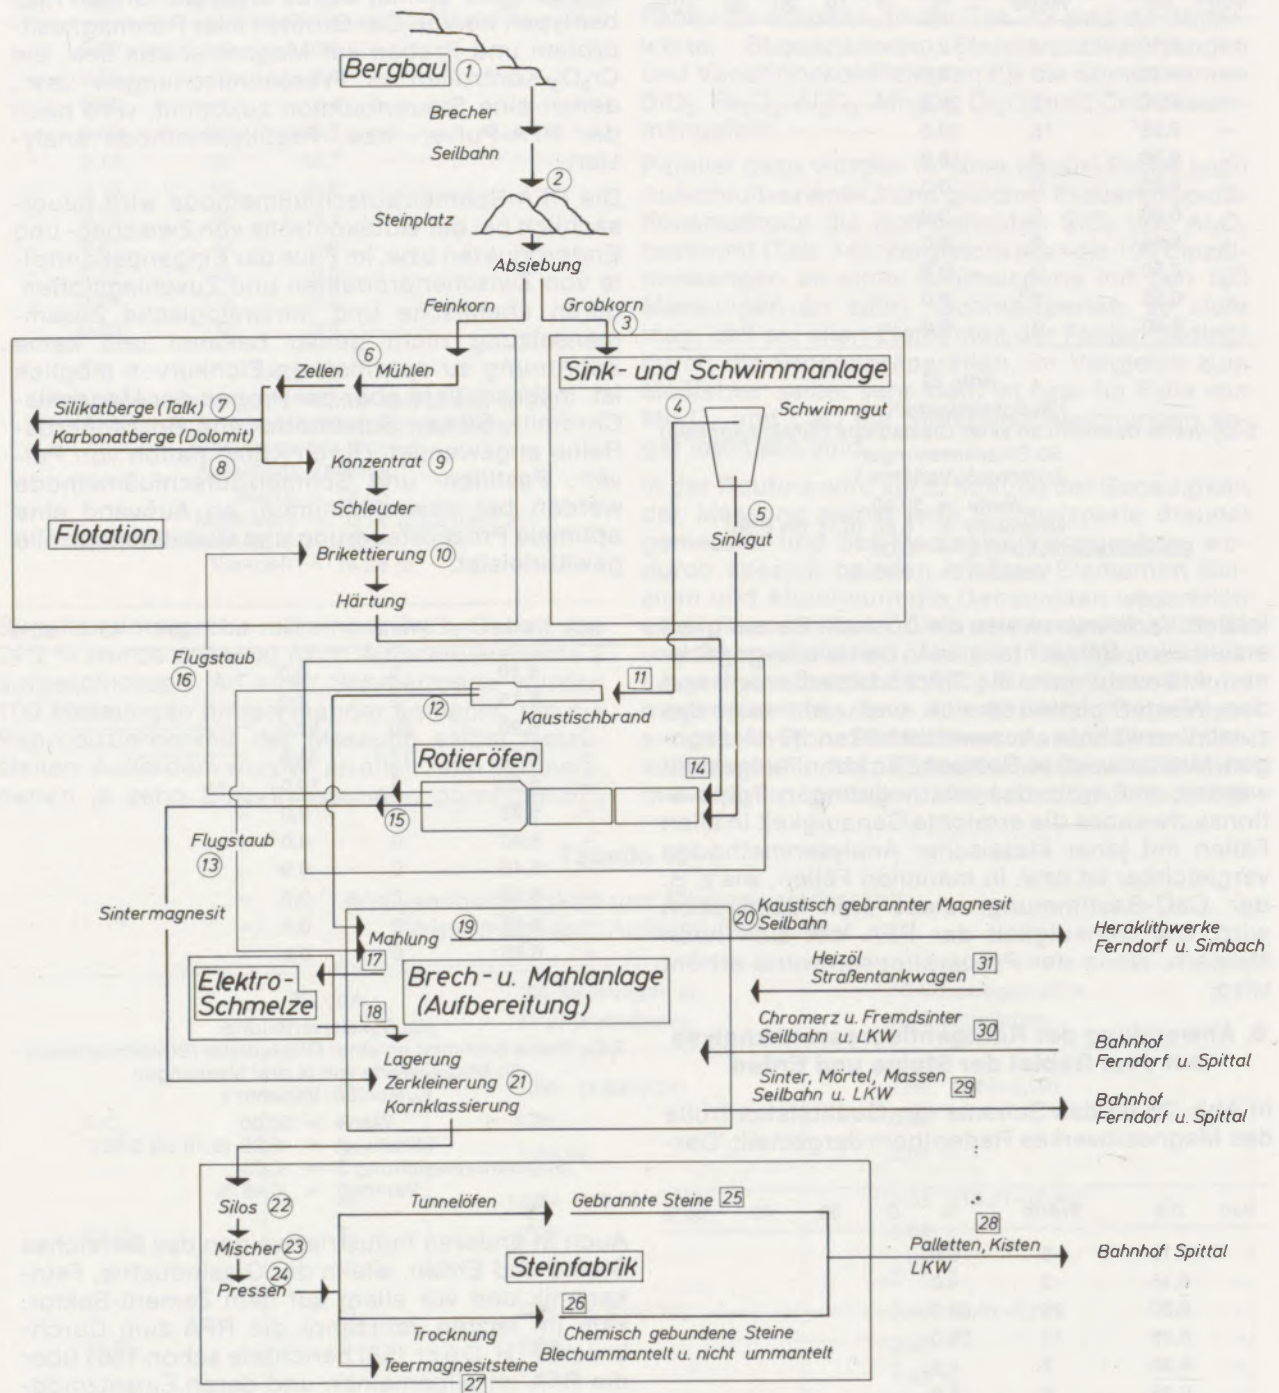 Bergbau 1
Brecher
Seilbahn
2
Steinplatz
Absiebung
Feinkorn
Grobkorn
3
6
Zellen
Mühlen
Sink- und Schwimmanlage
Silikatberge (Talk) 7
4
Schwimmgut
Karbonatberge (Dolomit)
8
Konzentrat 9
Schleuder
5
Flotation
Sinkgut
Brikettierung 10
Härtung
Flugstaub
16
11
12
Kaustischbrand
Rotieröfen
14
15
Flugstaub
13
Sintermagnesit
Mahlung
19
20
Kaustisch gebrannter Magnesit
Seilbahn
Heraklithwerke
Ferndorf u. Simbach
17
Heizöl
Straßentankwagen
31
Elektro-
Schmelze
Brech- u. Mahlanlage
(Aufbereitung)
18
Chromerz u. Fremdsinter
Seilbahn u. LKW
30
Bahnhof
Ferndorf u. Spittal
Lagerung
Zerkleinerung 21
Kornklassierung
Sinter, Mörtel, Massen
Seilbahn u. LKW
29
Bahnhof
Ferndorf u. Spittal
Silos 22
Tunnelöfen
Gebrannte Steine 25
28
Mischer 23
Palletten, Kisten
LKW
Bahnhof Spittal
24
Pressen
Steinfabrik
26
Trocknung
Chemisch gebundene Steine
Blechummantelt u. nicht ummantelt
Teermagnesitsteine
27